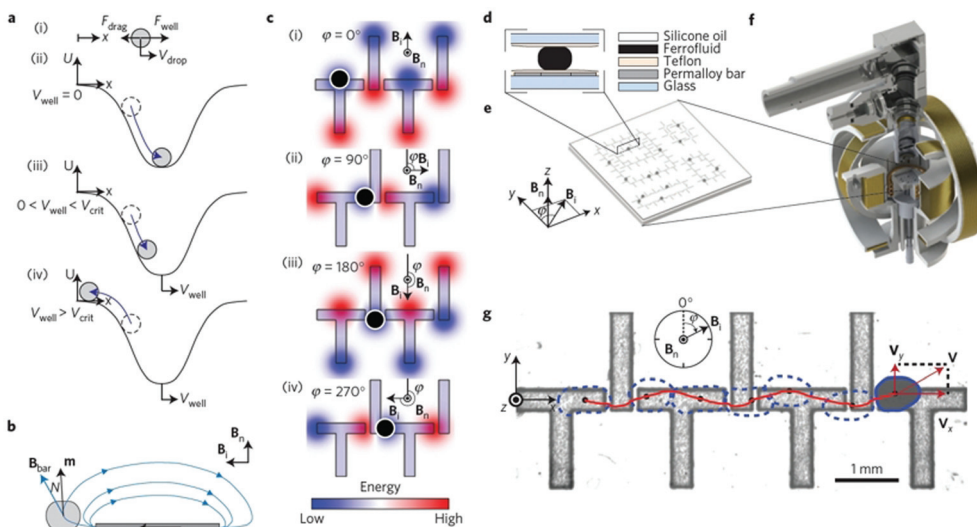 a
(i)
F_drag
F_well
x
V_drop
(ii)
U
x
V_well = 0
(iii)
U
x
0 < V_well < V_crit
V_well
(iv)
U
x
V_well > V_crit
V_well
b
B_bar
m
N
B_n
B_i
c
(i)
φ = 0°
B_i
B_n
(ii)
φ = 90°
φ
B_i
B_n
(iii)
φ = 180°
φ
B_i
B_n
(iv)
φ = 270°
φ
B_i
B_n
Energy
Low
High
d
Silicone oil
Ferrofluid
Teflon
Permalloy bar
Glass
e
z
B_n
B_i
y
φ
x
f
g
0°
φ
B_i
B_n
y
z
x
V_y
V
V_x
1 mm